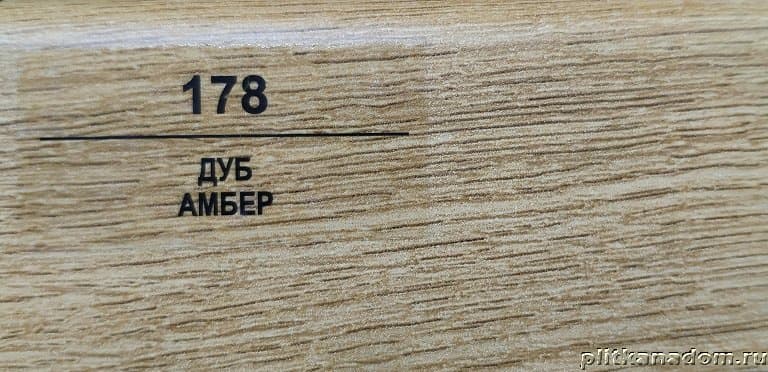 178
ДУБ
АМБЕР
plitkanadom.ru